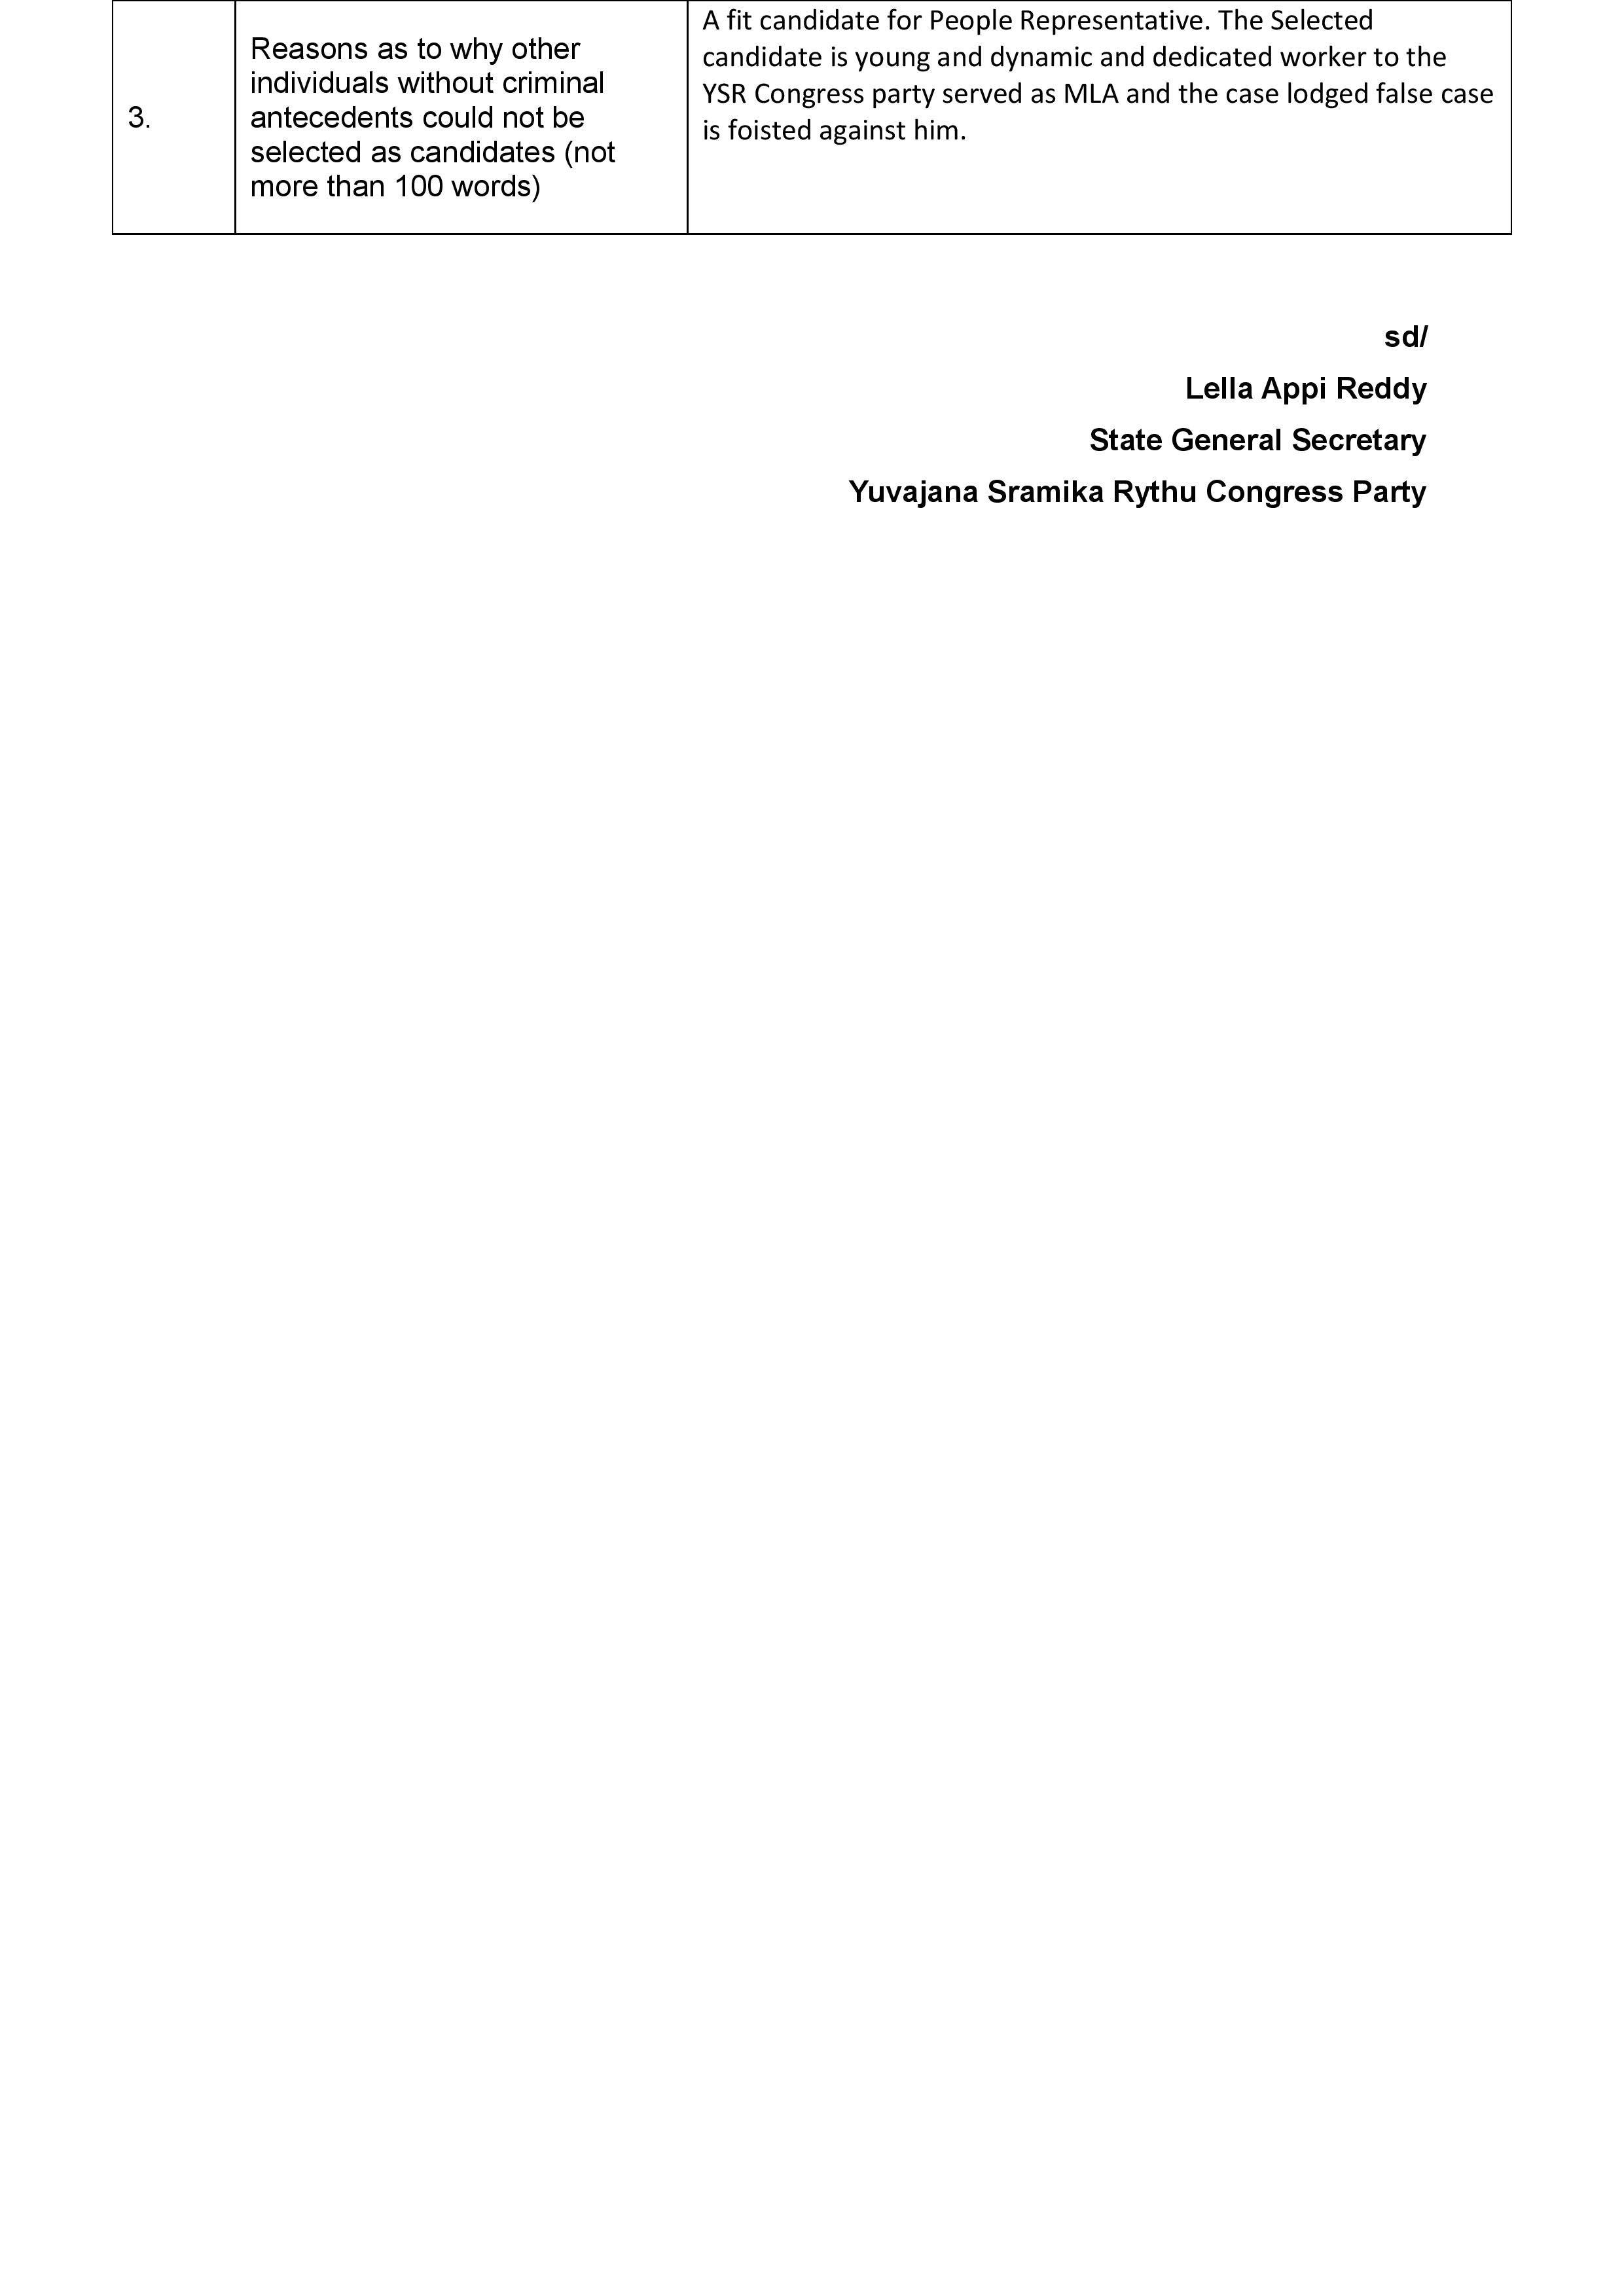 3.
Reasons as to why other
individuals without criminal
antecedents could not be
selected as candidates (not
more than 100 words)
A fit candidate for People Representative. The Selected
candidate is young and dynamic and dedicated worker to the
YSR Congress party served as MLA and the case lodged false case
is foisted against him.
sd/
Lella Appi Reddy
State General Secretary
Yuvajana Sramika Rythu Congress Party